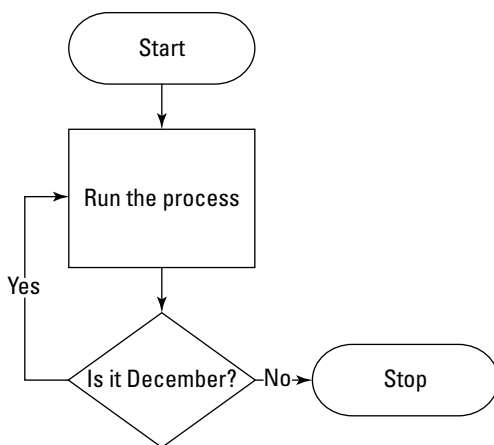 Start
Run the process
Yes
Is it December?
No
Stop